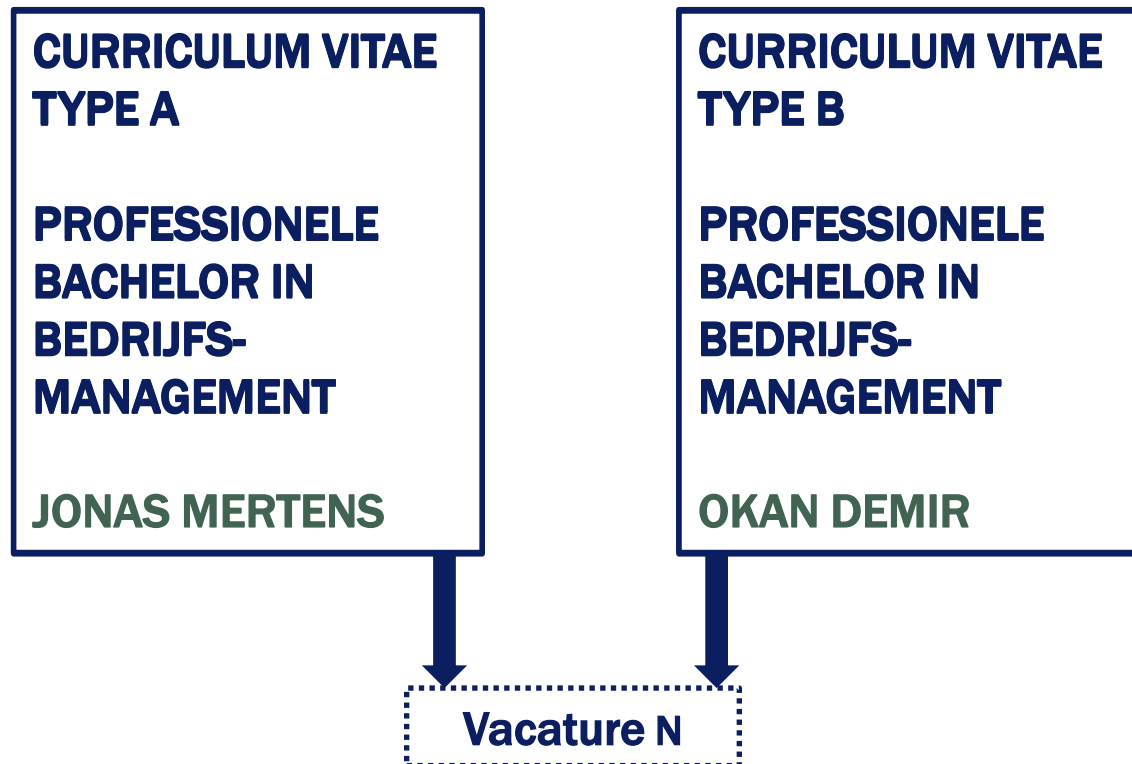 CURRICULUM VITAE
TYPE A
PROFESSIONELE
BACHELOR IN
BEDRIJFS-
MANAGEMENT
JONAS MERTENS
CURRICULUM VITAE
TYPE B
PROFESSIONELE
BACHELOR IN
BEDRIJFS-
MANAGEMENT
OKAN DEMIR
Vacature N